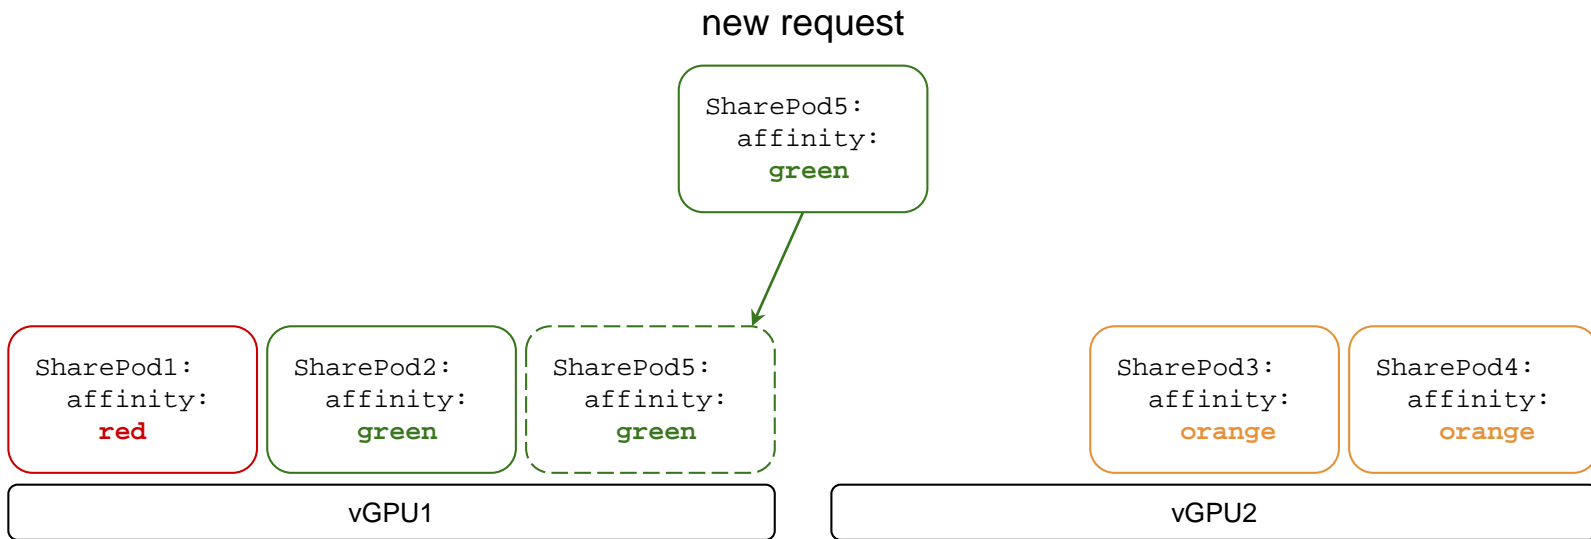 new request
SharePod5:
affinity:
green
SharePod1:
affinity:
red
SharePod2:
affinity:
green
SharePod5:
affinity:
green
SharePod3:
affinity:
orange
SharePod4:
affinity:
orange
vGPU1
vGPU2